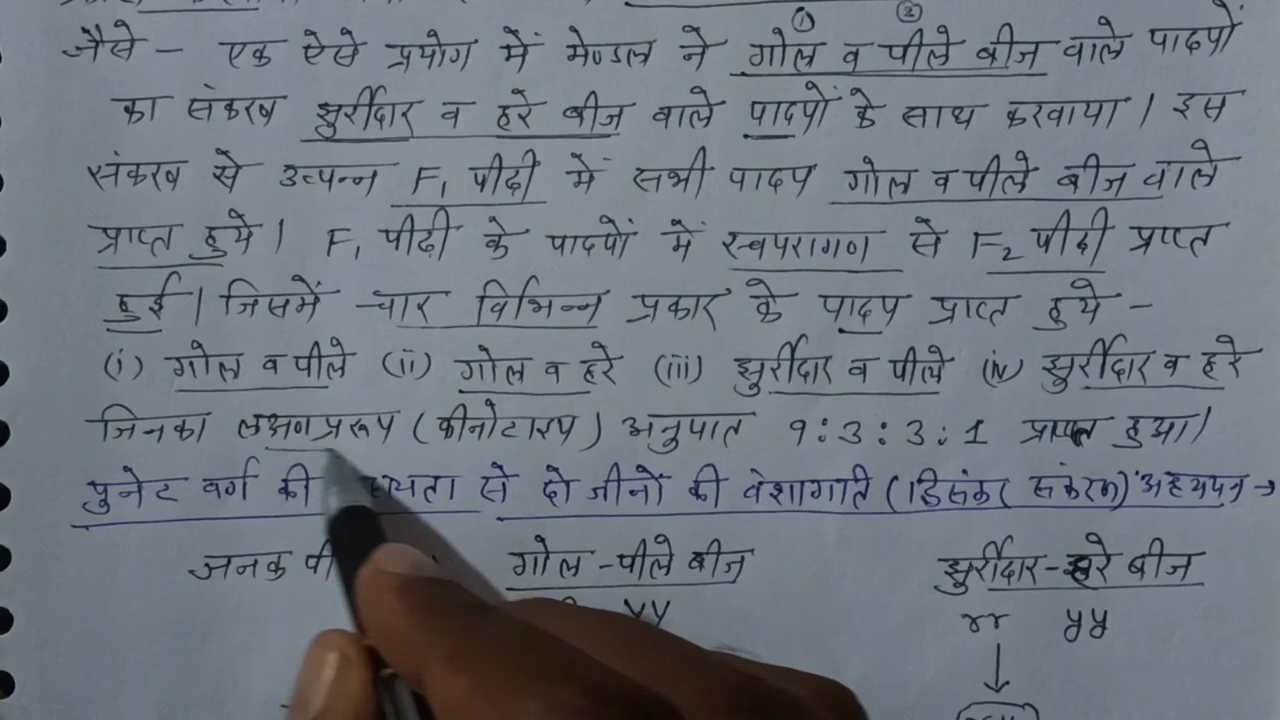 ① ②
जैसे - एक ऐसे प्रयोग में मेण्डल ने गोल व पीले बीज वाले पादपों
का संकरण झुर्रीदार व हरे बीज वाले पादपों के साथ करवाया। इस
संकरण से उत्पन्न F₁ पीढ़ी में सभी पादप गोल व पीले बीज वाले
प्राप्त हुये। F₁ पीढ़ी के पादपों में स्वपरागण से F₂ पीढ़ी प्राप्त
हुई। जिसमें चार विभिन्न प्रकार के पादप प्राप्त हुये -
(i) गोल व पीले (ii) गोल व हरे (iii) झुर्रीदार व पीले (iv) झुर्रीदार व हरे
जिनका लक्षणप्ररूप (फीनोटाइप) अनुपात 9:3:3:1 प्राप्त हुआ।
पुनेट वर्ग की से दो जीनों की वंशागति (द्विसंकर संकरण) अध्ययन →
जनक गोल - पीले बीज झुर्रीदार - हरे बीज
YY rr yy